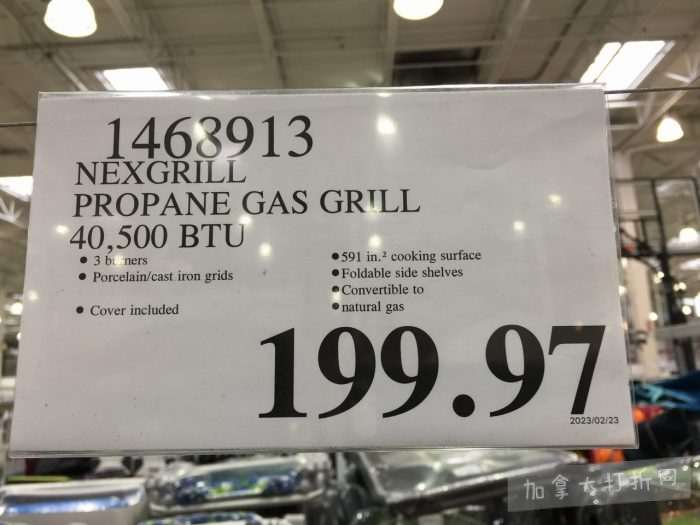 1468913
NEXGRILL
PROPANE GAS GRILL
40,500 BTU
• 3 burners
• Porcelain/cast iron grids
• Cover included
• 591 in.² cooking surface
• Foldable side shelves
• Convertible to
• natural gas
199.97
2023/02/23
加拿大打折网